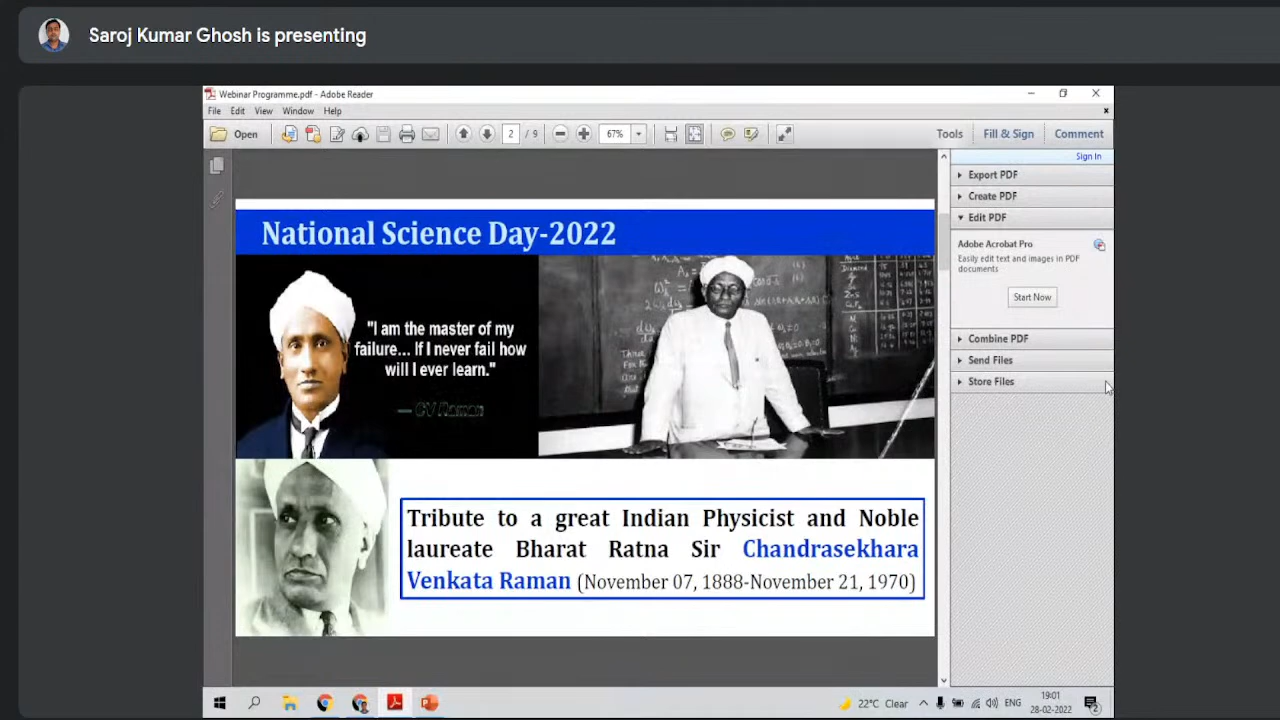 Saroj Kumar Ghosh is presenting
Webinar Programme.pdf - Adobe Reader
File Edit View Window Help
Open 2 / 9 67% Tools Fill & Sign Comment
Sign In
Export PDF
Create PDF
Edit PDF
Adobe Acrobat Pro
Easily edit text and images in PDF
documents
Start Now
Combine PDF
Send Files
Store Files
National Science Day-2022
"I am the master of my
failure... If I never fail how
will I ever learn."
— CV Raman
Tribute to a great Indian Physicist and Noble
laureate Bharat Ratna Sir Chandrasekhara
Venkata Raman (November 07, 1888-November 21, 1970)
22°C Clear ENG 19:01
28-02-2022 2